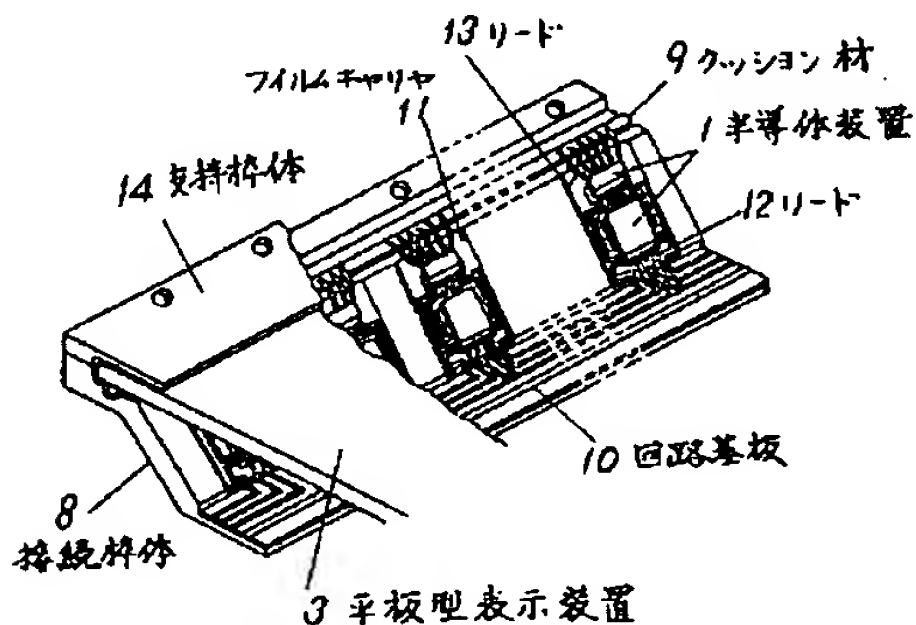 13 リード
9 クッション材
フイルムキャリヤ
11
1 半導体装置
14 支持枠体
12 リード
10 回路基板
8
接続枠体
3 平板型表示装置